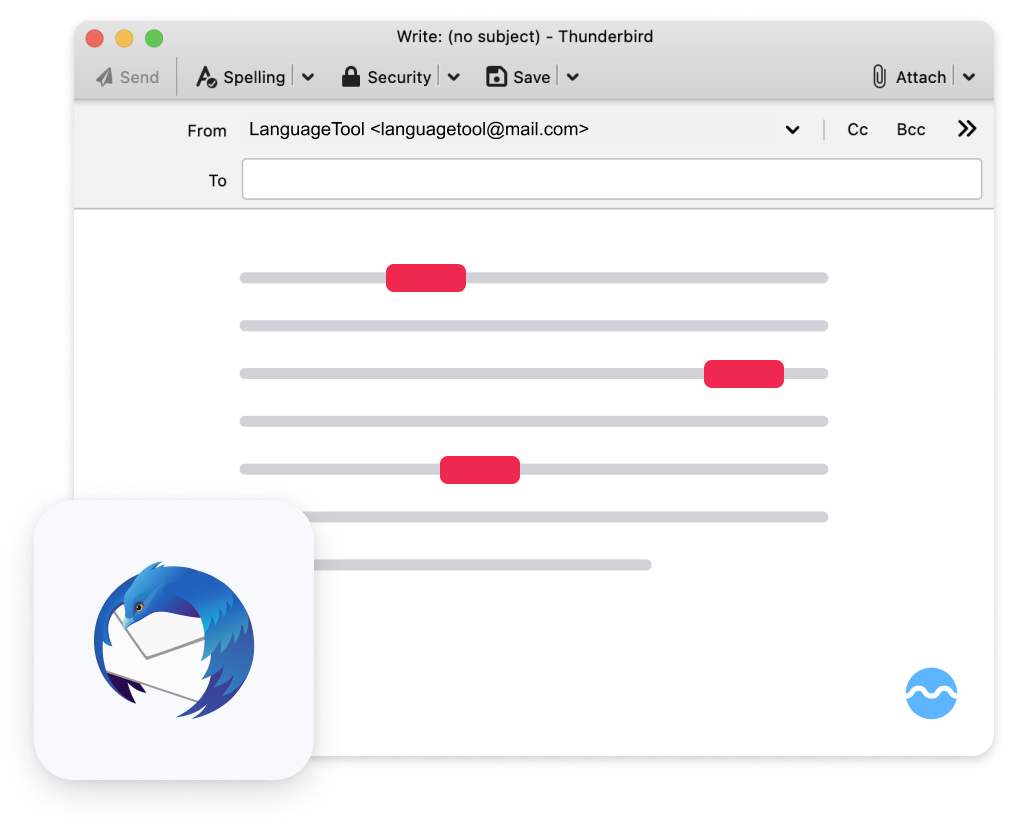 Write: (no subject) - Thunderbird
Send Spelling Security Save Attach
From LanguageTool <languagetool@mail.com> Cc Bcc
To